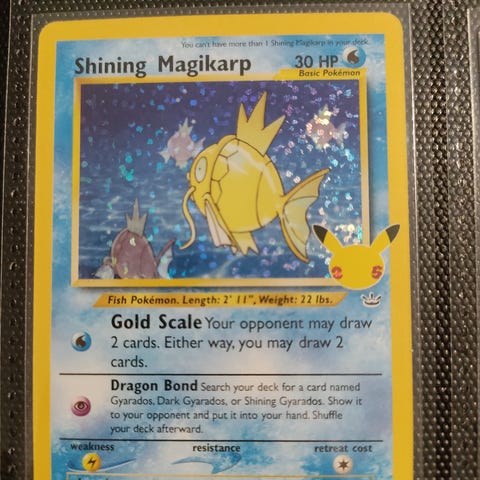 You can't have more than 1 Shining Magikarp in your deck.
Shining Magikarp 30 HP
Basic Pokémon
25
Fish Pokémon. Length: 2' 11", Weight: 22 lbs.
Gold Scale Your opponent may draw
2 cards. Either way, you may draw 2
cards.
Dragon Bond Search your deck for a card named
Gyarados, Dark Gyarados, or Shining Gyarados. Show it
to your opponent and put it into your hand. Shuffle
your deck afterward.
weakness resistance retreat cost